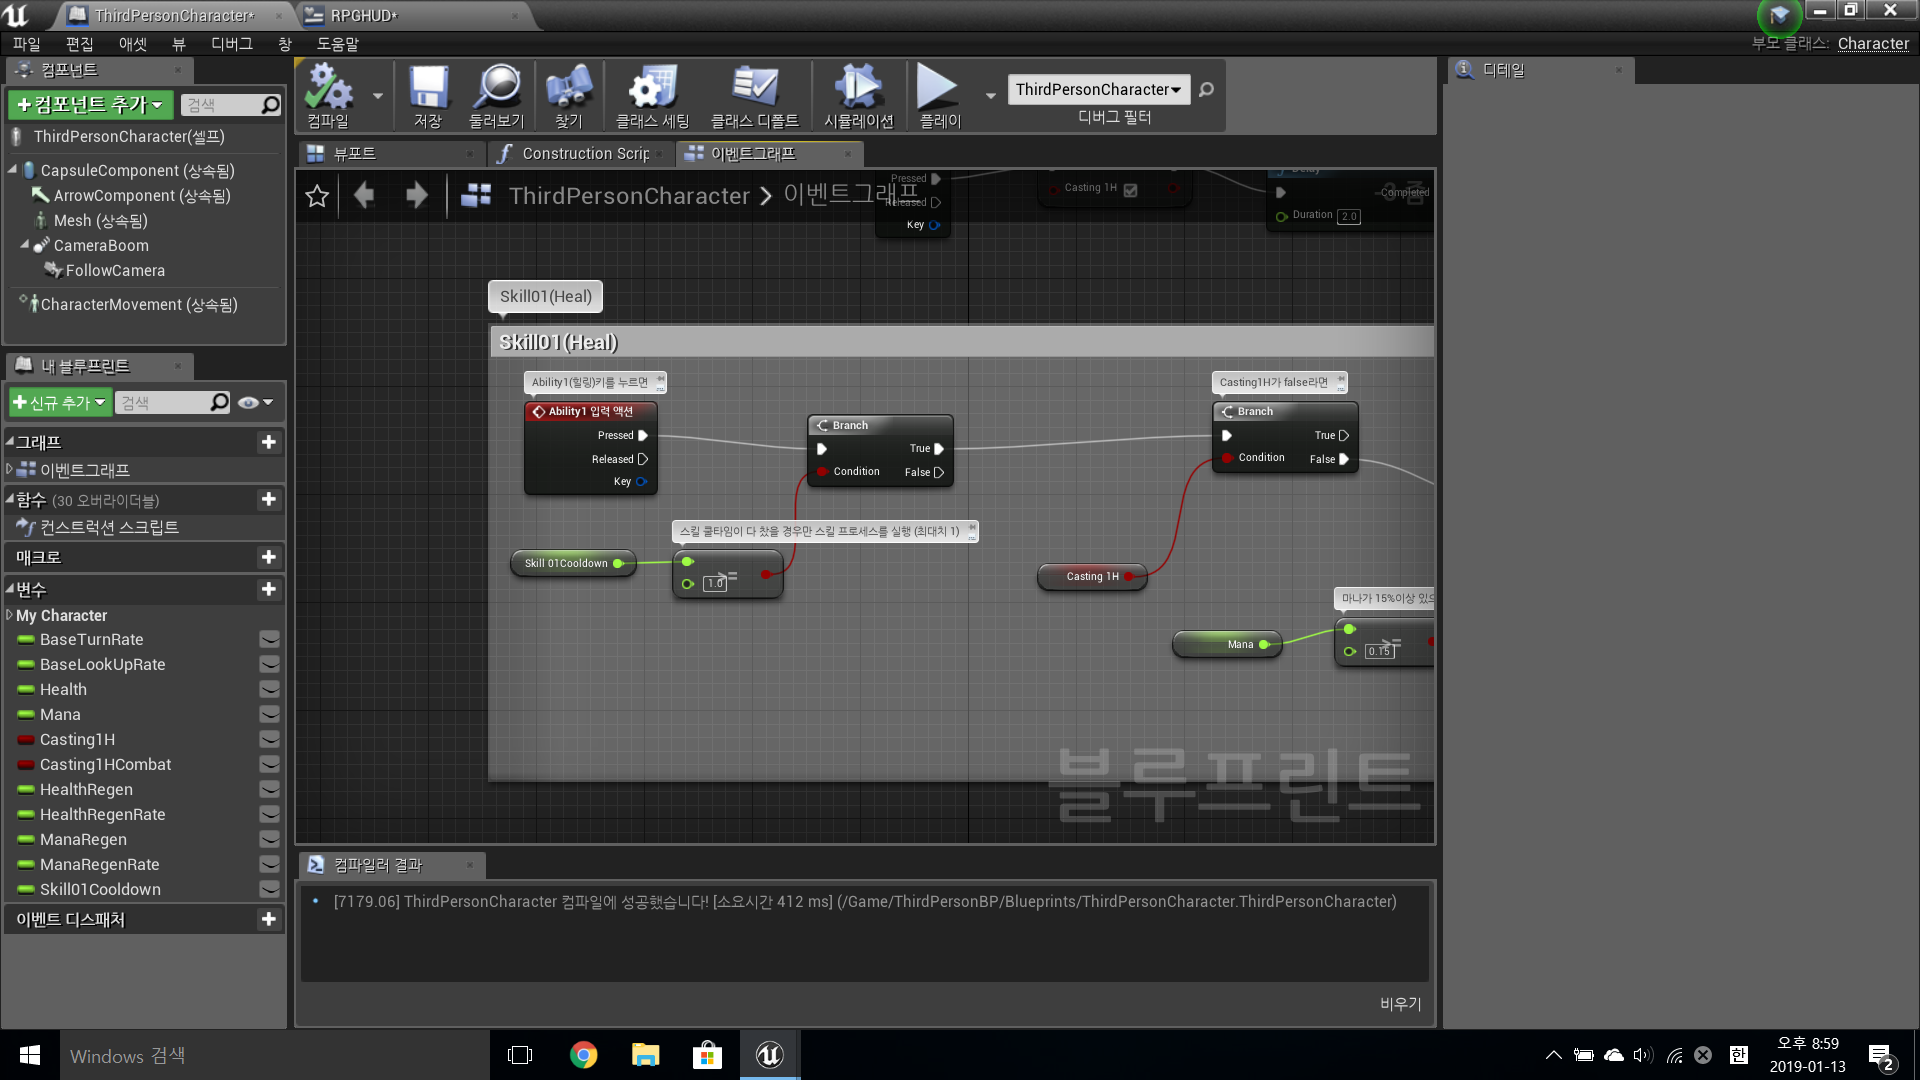 ThirdPersonCharacter*
RPGHUD*
파일 편집 애셋 뷰 디버그 창 도움말
부모 클래스: Character
컴포넌트
+컴포넌트 추가
검색
ThirdPersonCharacter(셀프)
CapsuleComponent (상속됨)
ArrowComponent (상속됨)
Mesh (상속됨)
CameraBoom
FollowCamera
CharacterMovement (상속됨)
내 블루프린트
+신규 추가
검색
그래프
이벤트그래프
함수 (30 오버라이더블)
컨스트럭션 스크립트
매크로
변수
My Character
BaseTurnRate
BaseLookUpRate
Health
Mana
Casting1H
Casting1HCombat
HealthRegen
HealthRegenRate
ManaRegen
ManaRegenRate
Skill01Cooldown
이벤트 디스패처
컴파일
저장
둘러보기
찾기
클래스 세팅
클래스 디폴트
시뮬레이션
플레이
ThirdPersonCharacter
디버그 필터
뷰포트
Construction Scrip
이벤트그래프
ThirdPersonCharacter > 이벤트그래프
Pressed
Released
Key
Casting 1H
Delay
Completed
Duration 2.0
Skill01(Heal)
Skill01(Heal)
Ability1(힐링)키를 누르면
Ability1 입력 액션
Pressed
Released
Key
Branch
True
Condition
False
스킬 쿨타임이 다 찼을 경우만 스킬 프로세스를 실행 (최대치 1)
Skill 01Cooldown
>=
1.0
Casting1H가 false라면
Branch
True
Condition
False
Casting 1H
마나가 15%이상 있으
Mana
>=
0.15
블루프린트
컴파일러 결과
[7179.06] ThirdPersonCharacter 컴파일에 성공했습니다! [소요시간 412 ms] (/Game/ThirdPersonBP/Blueprints/ThirdPersonCharacter.ThirdPersonCharacter)
비우기
디테일
Windows 검색
한
오후 8:59
2019-01-13
2